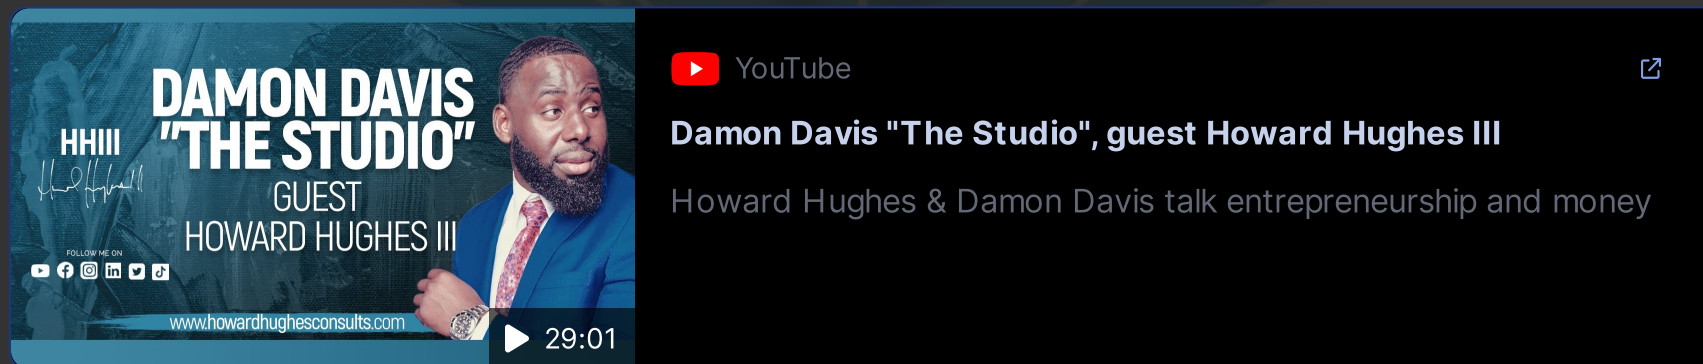 DAMON DAVIS
"THE STUDIO"
GUEST
HOWARD HUGHES III
HHIII
FOLLOW ME ON
www.howardhughesconsults.com
29:01
YouTube
Damon Davis "The Studio", guest Howard Hughes III
Howard Hughes & Damon Davis talk entrepreneurship and money